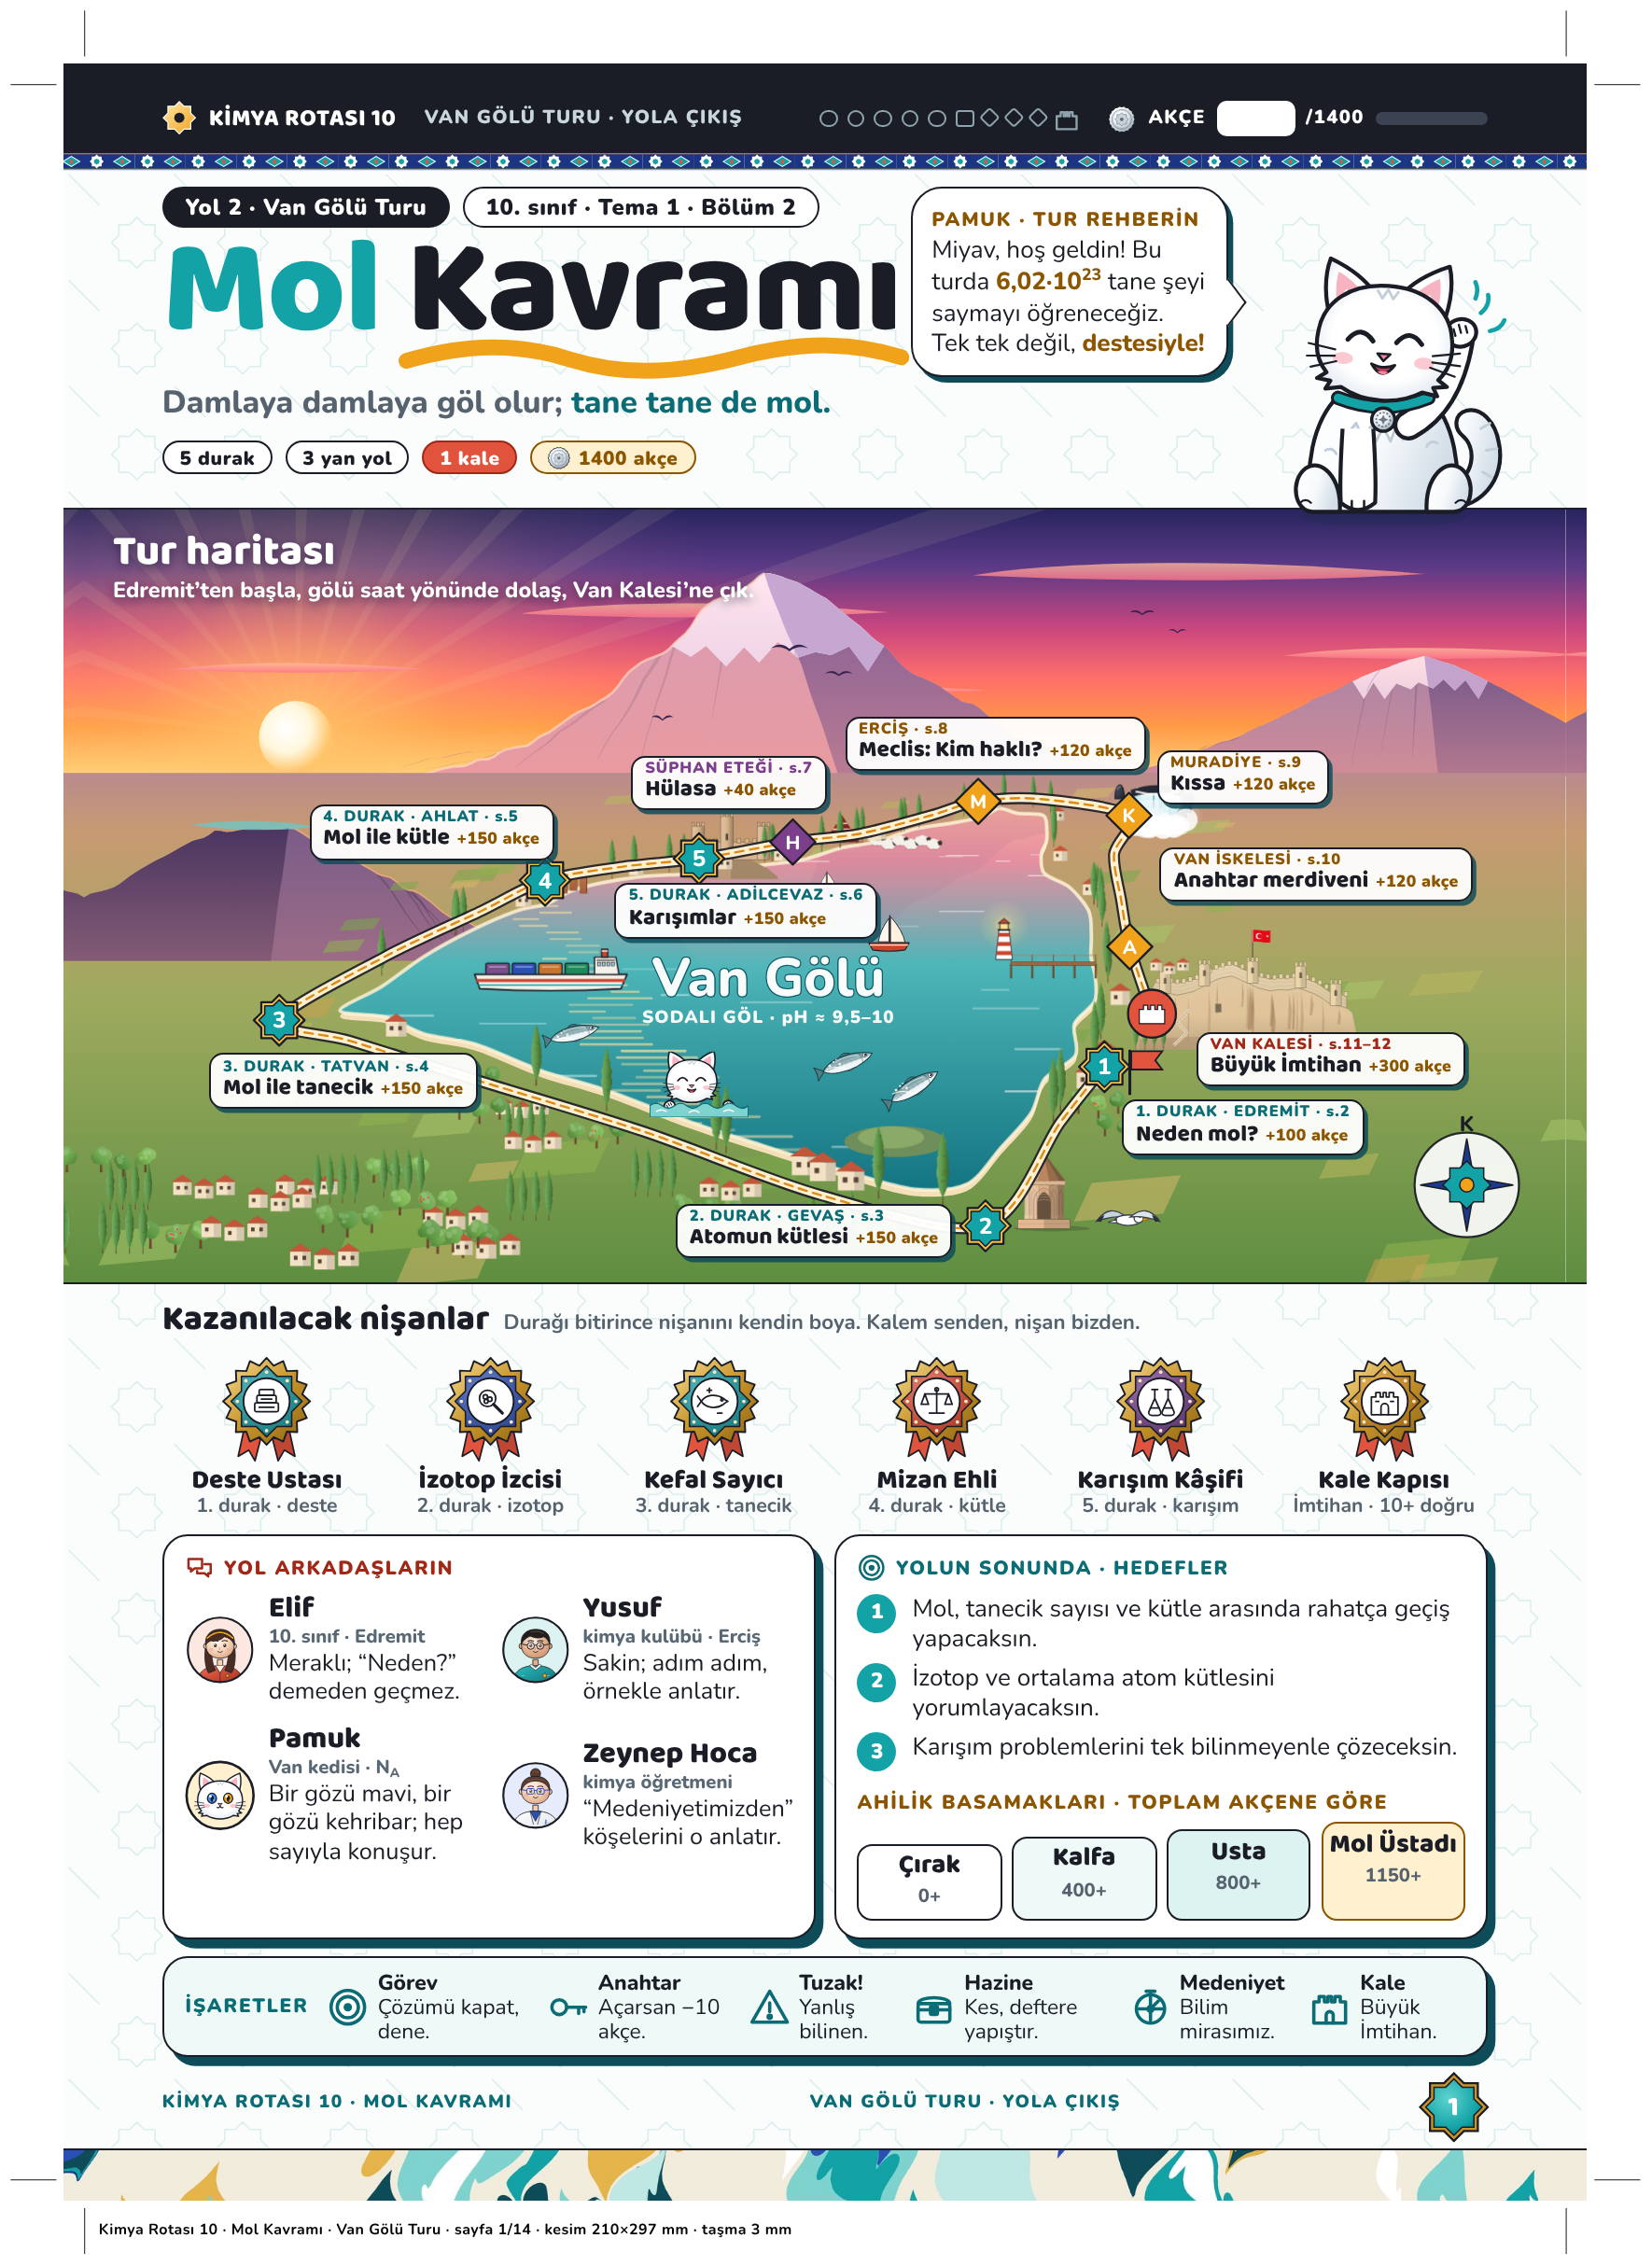 KİMYA ROTASI 10 VAN GÖLÜ TURU · YOLA ÇIKIŞ AKÇE /1400
Yol 2 · Van Gölü Turu
10. sınıf · Tema 1 · Bölüm 2
Mol Kavramı
Damlaya damlaya göl olur; tane tane de mol.
5 durak
3 yan yol
1 kale
1400 akçe
PAMUK · TUR REHBERİN
Miyav, hoş geldin! Bu
turda 6,02·10²³ tane şeyi
saymayı öğreneceğiz.
Tek tek değil, destesiyle!
Tur haritası
Edremit’ten başla, gölü saat yönünde dolaş, Van Kalesi’ne çık.
ERCİŞ · s.8
Meclis: Kim haklı? +120 akçe
MURADİYE · s.9
Kıssa +120 akçe
SÜPHAN ETEĞİ · s.7
Hülasa +40 akçe
4. DURAK · AHLAT · s.5
Mol ile kütle +150 akçe
M
K
H
5
4
VAN İSKELESİ · s.10
Anahtar merdiveni +120 akçe
5. DURAK · ADİLCEVAZ · s.6
Karışımlar +150 akçe
A
Van Gölü
SODALI GÖL · pH ≈ 9,5–10
3
VAN KALESİ · s.11–12
Büyük İmtihan +300 akçe
3. DURAK · TATVAN · s.4
Mol ile tanecik +150 akçe
1
1. DURAK · EDREMİT · s.2
Neden mol? +100 akçe
K
2. DURAK · GEVAŞ · s.3
Atomun kütlesi +150 akçe
2
Kazanılacak nişanlar Durağı bitirince nişanını kendin boya. Kalem senden, nişan bizden.
Deste Ustası
1. durak · deste
İzotop İzcisi
2. durak · izotop
Kefal Sayıcı
3. durak · tanecik
Mizan Ehli
4. durak · kütle
Karışım Kâşifi
5. durak · karışım
Kale Kapısı
İmtihan · 10+ doğru
YOL ARKADAŞLARIN
Elif
10. sınıf · Edremit
Meraklı; “Neden?”
demeden geçmez.
Yusuf
kimya kulübü · Erciş
Sakin; adım adım,
örnekle anlatır.
Pamuk
Van kedisi · N_A
Bir gözü mavi, bir
gözü kehribar; hep
sayıyla konuşur.
Zeynep Hoca
kimya öğretmeni
“Medeniyetimizden”
köşelerini o anlatır.
YOLUN SONUNDA · HEDEFLER
1 Mol, tanecik sayısı ve kütle arasında rahatça geçiş
yapacaksın.
2 İzotop ve ortalama atom kütlesini
yorumlayacaksın.
3 Karışım problemlerini tek bilinmeyenle çözeceksin.
AHİLİK BASAMAKLARI · TOPLAM AKÇENE GÖRE
Çırak
0+
Kalfa
400+
Usta
800+
Mol Üstadı
1150+
İŞARETLER
Görev
Çözümü kapat,
dene.
Anahtar
Açarsan −10
akçe.
Tuzak!
Yanlış
bilinen.
Hazine
Kes, deftere
yapıştır.
Medeniyet
Bilim
mirasımız.
Kale
Büyük
İmtihan.
KİMYA ROTASI 10 · MOL KAVRAMI VAN GÖLÜ TURU · YOLA ÇIKIŞ 1
Kimya Rotası 10 · Mol Kavramı · Van Gölü Turu · sayfa 1/14 · kesim 210×297 mm · taşma 3 mm